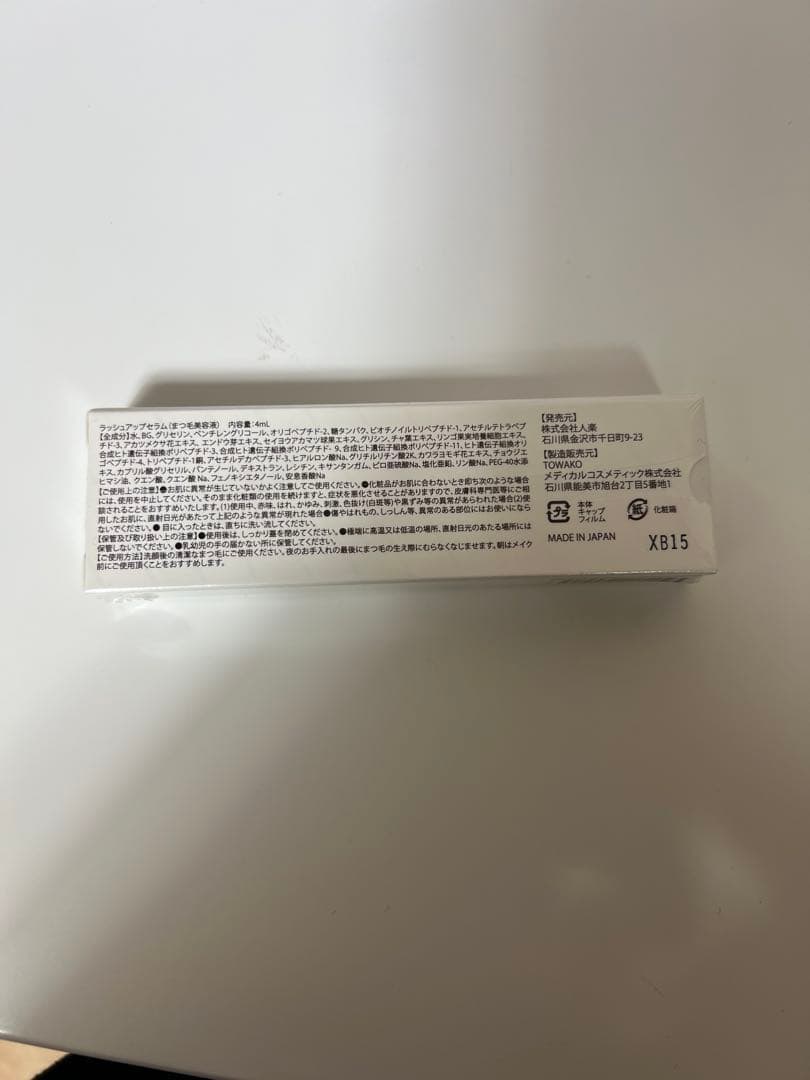 ラッシュアップセラム(まつ毛美容液) 内容量:4mL
【全成分】水、BG、グリセリン、ペンチレングリコール、オリゴペプチド-2、糖タンパク、ビオチノイルトリペプチド-1、アセチルテトラペプ
チド-3、アカツメクサ花エキス、エンドウ芽エキス、セイヨウアカマツ球果エキス、グリシン、チャ葉エキス、リンゴ果実培養細胞エキス、
合成ヒト遺伝子組換ポリペプチド-3、合成ヒト遺伝子組換ポリペプチド-9、合成ヒト遺伝子組換ポリペプチド-11、ヒト遺伝子組換オリ
ゴペプチド-4、トリペプチド-1銅、アセチルデカペプチド-3、ヒアルロン酸Na、グリチルリチン酸2K、カワラヨモギ花エキス、チョウジエ
キス、カプリル酸グリセリル、パンテノール、デキストラン、レシチン、キサンタンガム、ピロ亜硫酸Na、塩化亜鉛、リン酸Na、PEG-40水添
ヒマシ油、クエン酸、クエン酸Na、フェノキシエタノール、安息香酸Na
【ご使用上の注意】●お肌に異常が生じていないかよく注意してご使用ください。●化粧品がお肌に合わないとき即ち次のような場合
には、使用を中止してください。そのまま化粧類の使用を続けますと、症状を悪化させることがありますので、皮膚科専門医等にご相
談されることをおすすめいたします。(1)使用中、赤味、はれ、かゆみ、刺激、色抜け(白斑等)や黒ずみ等の異常があらわれた場合(2)使
用したお肌に、直射日光があたって上記のような異常が現れた場合●傷やはれもの、しっしん等、異常のある部位にはお使いになら
ないでください。●目に入ったときは、直ちに洗い流してください。
【保管及び取り扱い上の注意】●使用後は、しっかり蓋を閉めてください。●極端に高温又は低温の場所、直射日光のあたる場所には
保管しないでください。●乳幼児の手の届かない所に保管してください。
【ご使用方法】洗顔後の清潔なまつ毛にご使用ください。夜のお手入れの最後にまつ毛の生え際にむらなくなじませます。朝はメイク
前にご使用頂くことをおすすめします。
【発売元】
株式会社人楽
石川県金沢市千日町9-23
【製造販売元】
TOWAKO
メディカルコスメティック株式会社
石川県能美市旭台2丁目5番地1
プラ 本体
キャップ
フィルム
紙 化粧箱
MADE IN JAPAN
XB15